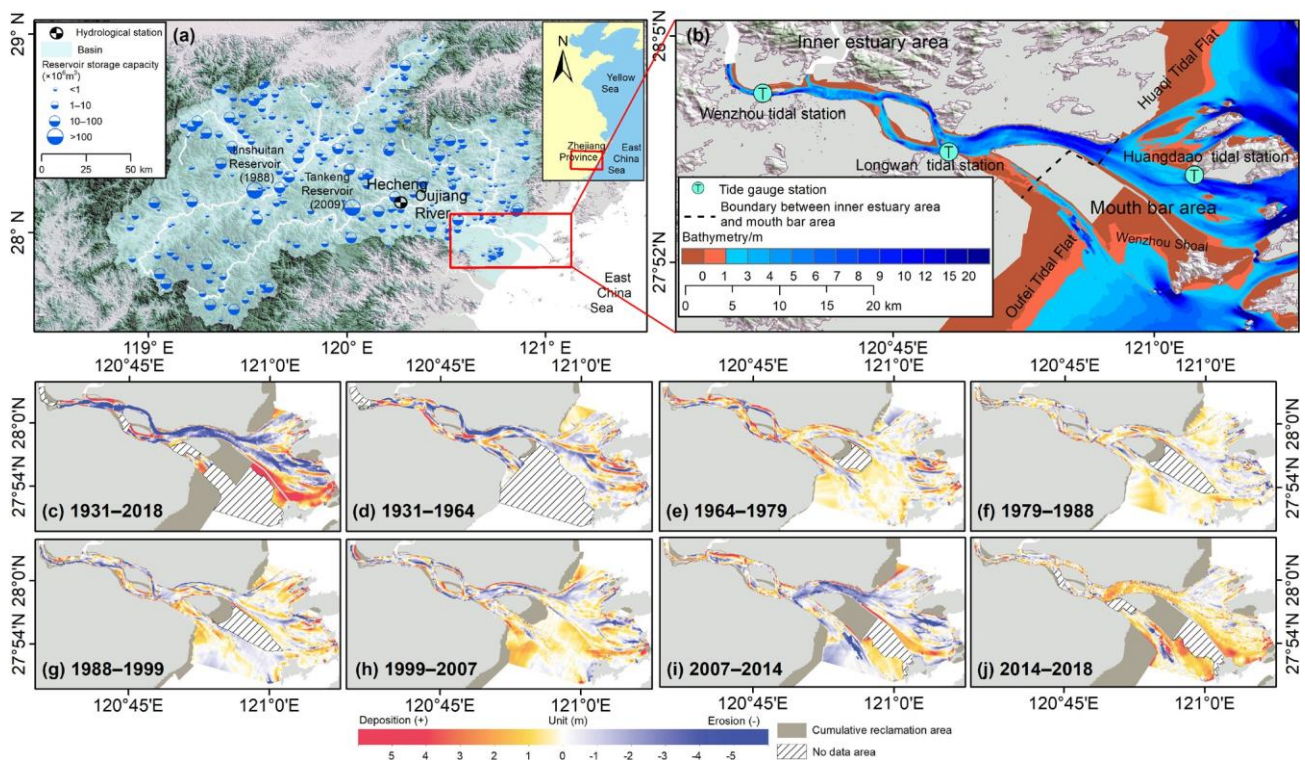 29° N
28° N
119° E
120° E
121° E
(a)
Hydrological station
Basin
Reservoir storage capacity
(×10⁶m³)
<1
1–10
10–100
>100
0 25 50
km
Jinshuitan
Reservoir
(1988)
Tankeng
Reservoir
(2009)
Hecheng
Oujiang
River
East
China
Sea
N
Yellow
Sea
Zhejiang
Province
East
China
Sea
(b)
28°5'N
27°52'N
120°45'E
121°0'E
Inner estuary area
Wenzhou tidal station
T
Longwan tidal station
T
Huaqi Tidal Flat
Huangdaao tidal station
T
Mouth bar area
Wenzhou Shoal
Oufei Tidal Flat
T Tide gauge station
Boundary between inner estuary area
and mouth bar area
Bathymetry/m
0 1 2 3 4 6 7 8 9 10 12 15 20
0 5 10 15 20 km
120°45'E 121°0'E 120°45'E 121°0'E 120°45'E 121°0'E 120°45'E 121°0'E
28°0'N
27°54'N
(c) 1931–2018
(d) 1931–1964
(e) 1964–1979
(f) 1979–1988
28°0'N
27°54'N
28°0'N
27°54'N
(g) 1988–1999
(h) 1999–2007
(i) 2007–2014
(j) 2014–2018
28°0'N
27°54'N
120°45'E 121°0'E 120°45'E 121°0'E 120°45'E 121°0'E 120°45'E 121°0'E
Deposition (+) Unit (m) Erosion (-)
5 4 3 2 1 0 -1 -2 -3 -4 -5
Cumulative reclamation area
No data area